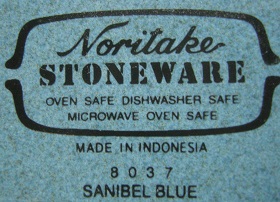 Noritake
STONEWARE
OVEN SAFE DISHWASHER SAFE
MICROWAVE OVEN SAFE
MADE IN INDONESIA
8037
SANIBEL BLUE